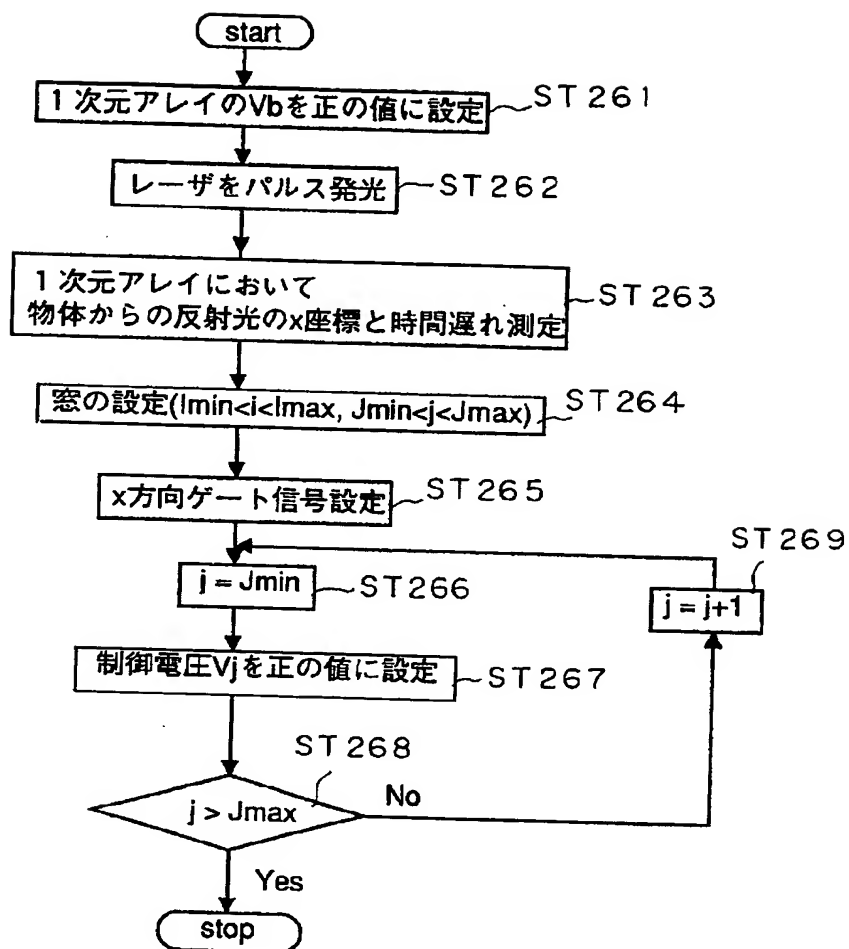 start
1次元アレイのVbを正の値に設定
ST261
レーザをパルス発光
ST262
1次元アレイにおいて
物体からの反射光のx座標と時間遅れ測定
ST263
窓の設定(Imin<i<Imax, Jmin<j<Jmax)
ST264
x方向ゲート信号設定
ST265
j = Jmin
ST266
ST269
j = j+1
制御電圧Vjを正の値に設定
ST267
ST268
j > Jmax
No
Yes
stop